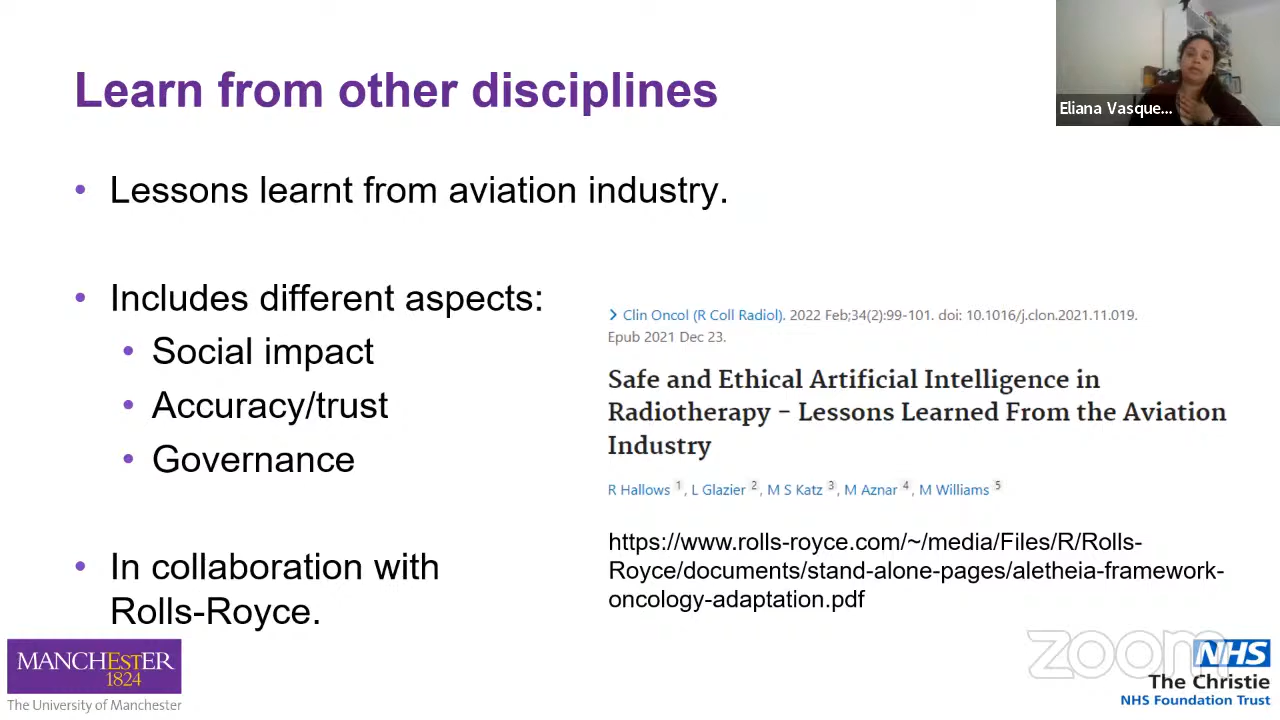 Learn from other disciplines
Eliana Vasque...
• Lessons learnt from aviation industry.
• Includes different aspects:
• Social impact
• Accuracy/trust
• Governance
• In collaboration with
Rolls-Royce.
Clin Oncol (R Coll Radiol). 2022 Feb;34(2):99-101. doi: 10.1016/j.clon.2021.11.019.
Epub 2021 Dec 23.
Safe and Ethical Artificial Intelligence in
Radiotherapy - Lessons Learned From the Aviation
Industry
R Hallows 1, L Glazier 2, M S Katz 3, M Aznar 4, M Williams 5
https://www.rolls-royce.com/~/media/Files/R/Rolls-
Royce/documents/stand-alone-pages/aletheia-framework-
oncology-adaptation.pdf
MANCHESTER
1824
The University of Manchester
zoom
NHS
The Christie
NHS Foundation Trust